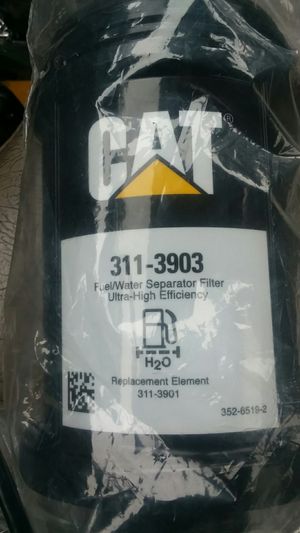 CAT®
311-3903
Fuel/Water Separator Filter
Ultra-High Efficiency
H₂O
Replacement Element
311-3901
352-6519-2